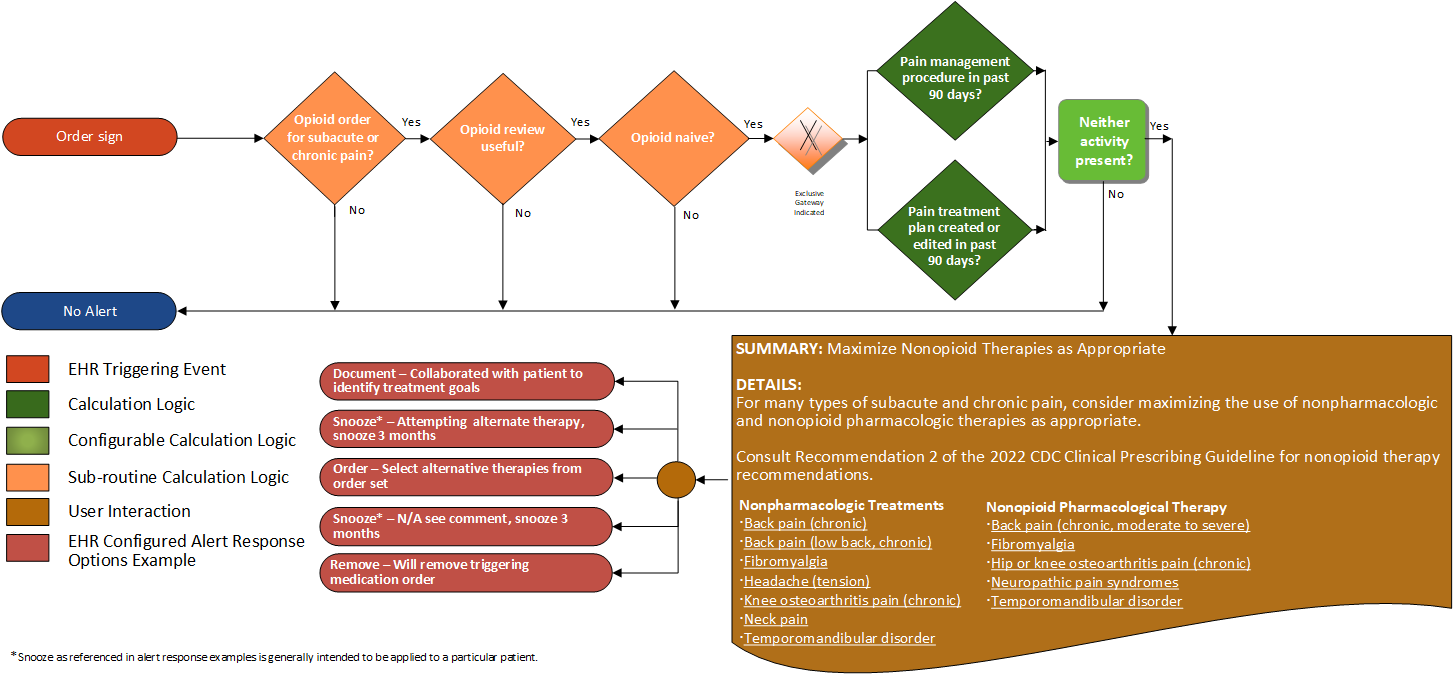 Order sign
Opioid order
for subacute or
chronic pain?
Yes
No
Opioid review
useful?
Yes
No
Opioid naive?
Yes
No
Exclusive
Gateway
Indicated
Pain management
procedure in past
90 days?
Pain treatment
plan created or
edited in past
90 days?
Neither
activity
present?
Yes
No
No Alert
EHR Triggering Event
Calculation Logic
Configurable Calculation Logic
Sub-routine Calculation Logic
User Interaction
EHR Configured Alert Response
Options Example
Document – Collaborated with patient to
identify treatment goals
Snooze* – Attempting alternate therapy,
snooze 3 months
Order – Select alternative therapies from
order set
Snooze* – N/A see comment, snooze 3
months
Remove – Will remove triggering
medication order
SUMMARY: Maximize Nonopioid Therapies as Appropriate
DETAILS:
For many types of subacute and chronic pain, consider maximizing the use of nonpharmacologic
and nonopioid pharmacologic therapies as appropriate.
Consult Recommendation 2 of the 2022 CDC Clinical Prescribing Guideline for nonopioid therapy
recommendations.
Nonpharmacologic Treatments
·Back pain (chronic)
·Back pain (low back, chronic)
·Fibromyalgia
·Headache (tension)
·Knee osteoarthritis pain (chronic)
·Neck pain
·Temporomandibular disorder
Nonopioid Pharmacological Therapy
·Back pain (chronic, moderate to severe)
·Fibromyalgia
·Hip or knee osteoarthritis pain (chronic)
·Neuropathic pain syndromes
·Temporomandibular disorder
*Snooze as referenced in alert response examples is generally intended to be applied to a particular patient.